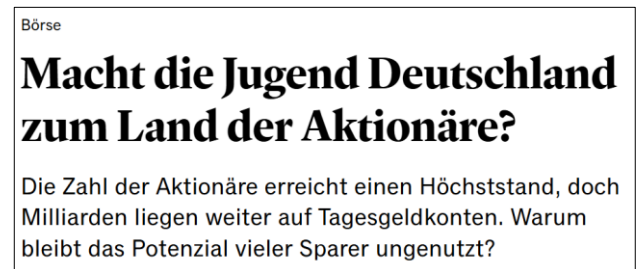 Börse
Macht die Jugend Deutschland
zum Land der Aktionäre?
Die Zahl der Aktionäre erreicht einen Höchststand, doch
Milliarden liegen weiter auf Tagesgeldkonten. Warum
bleibt das Potenzial vieler Sparer ungenutzt?